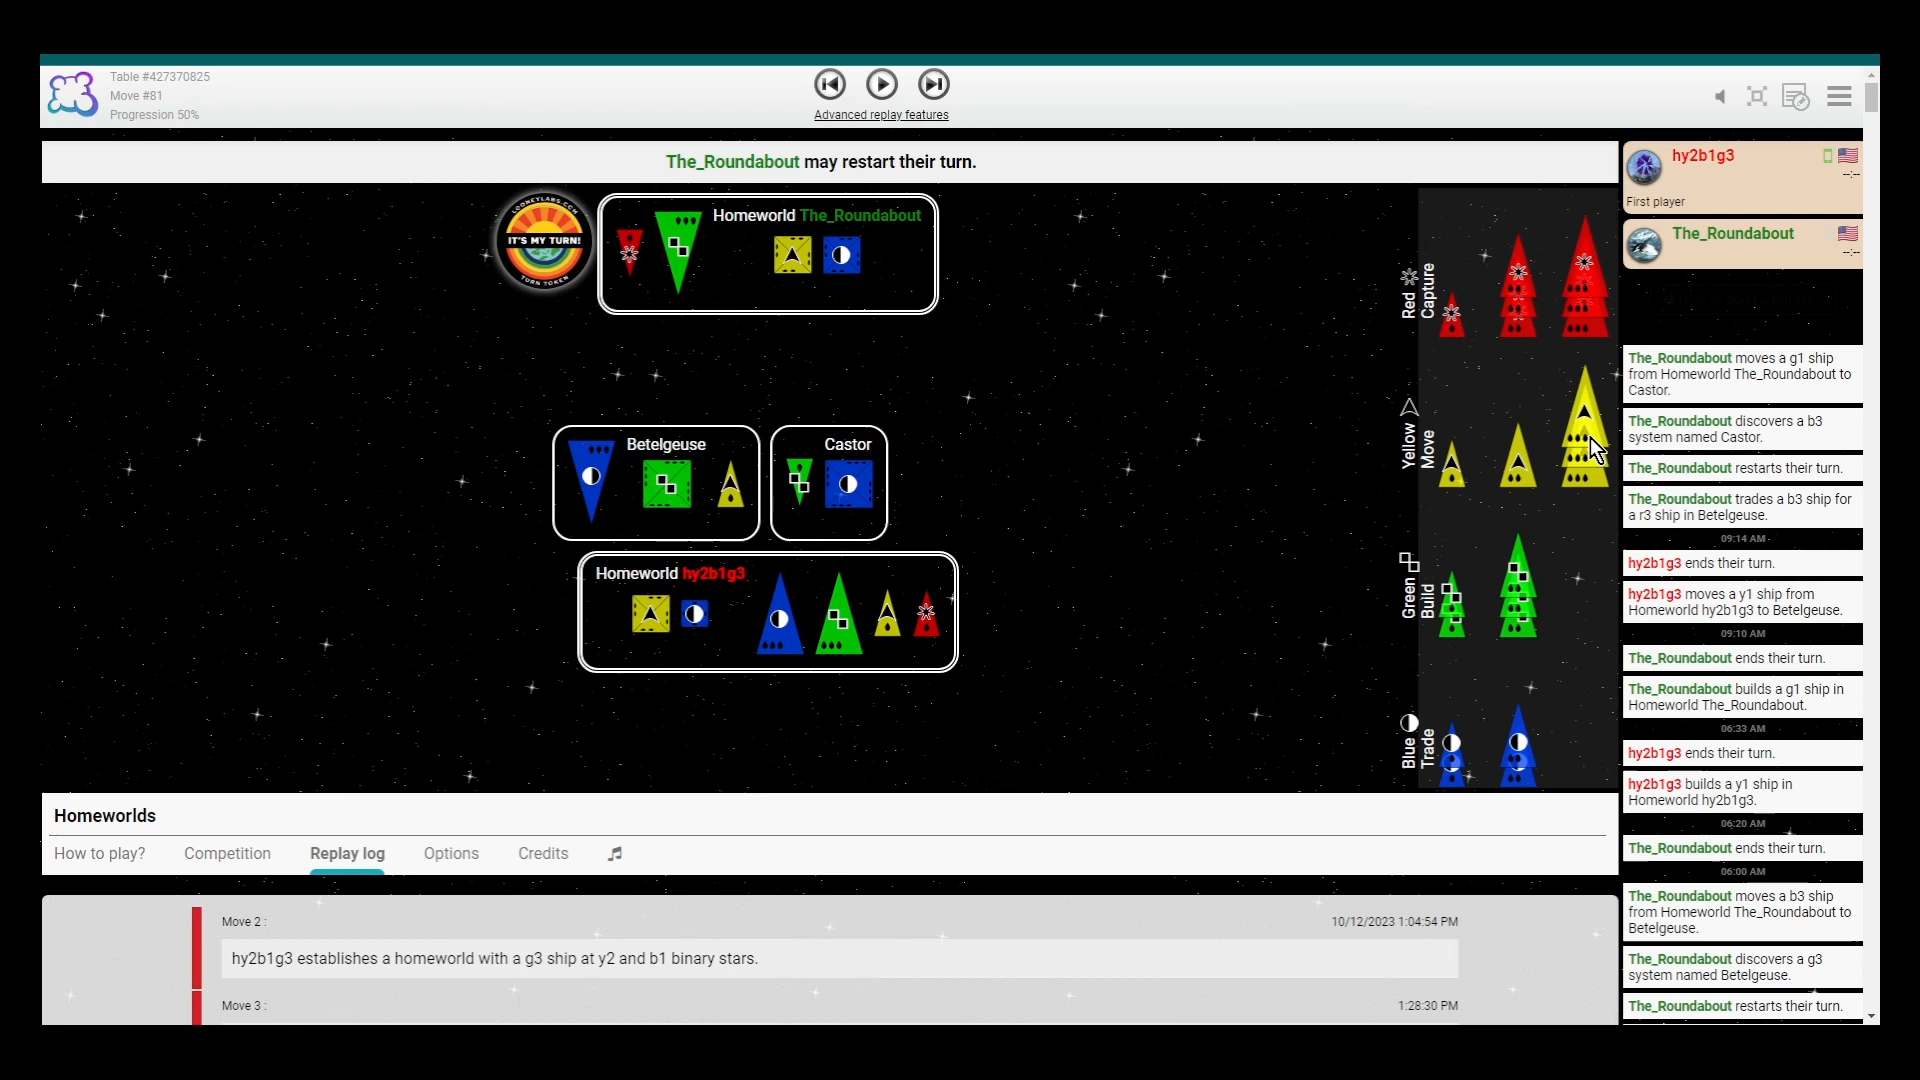 Table #427370825
Move #81
Progression 50%
Advanced replay features
The_Roundabout may restart their turn.
LOONEYLABS.COM
IT'S MY TURN!
TURN TOKEN
Homeworld The_Roundabout
Betelgeuse
Castor
Homeworld hy2b1g3
Red
Capture
Yellow
Move
Green
Build
Blue
Trade
hy2b1g3
--:--
First player
The_Roundabout
--:--
The_Roundabout moves a g1 ship
from Homeworld The_Roundabout to
Castor.
The_Roundabout discovers a b3
system named Castor.
The_Roundabout restarts their turn.
The_Roundabout trades a b3 ship for
a r3 ship in Betelgeuse.
09:14 AM
hy2b1g3 ends their turn.
hy2b1g3 moves a y1 ship from
Homeworld hy2b1g3 to Betelgeuse.
09:10 AM
The_Roundabout ends their turn.
The_Roundabout builds a g1 ship in
Homeworld The_Roundabout.
06:33 AM
hy2b1g3 ends their turn.
hy2b1g3 builds a y1 ship in
Homeworld hy2b1g3.
06:20 AM
The_Roundabout ends their turn.
06:00 AM
The_Roundabout moves a b3 ship
from Homeworld The_Roundabout to
Betelgeuse.
The_Roundabout discovers a g3
system named Betelgeuse.
The_Roundabout restarts their turn.
Homeworlds
How to play?
Competition
Replay log
Options
Credits
Move 2 :
10/12/2023 1:04:54 PM
hy2b1g3 establishes a homeworld with a g3 ship at y2 and b1 binary stars.
Move 3 :
1:28:30 PM